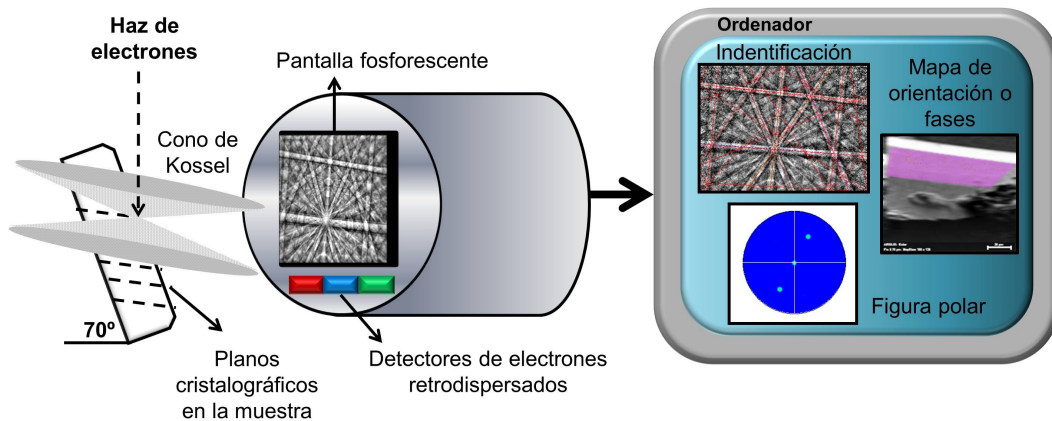 Haz de
electrones
Cono de
Kossel
70º
Planos
cristalográficos
en la muestra
Pantalla fosforescente
Detectores de electrones
retrodispersados
Ordenador
Indentificación
Mapa de
orientación o
fases
Figura polar